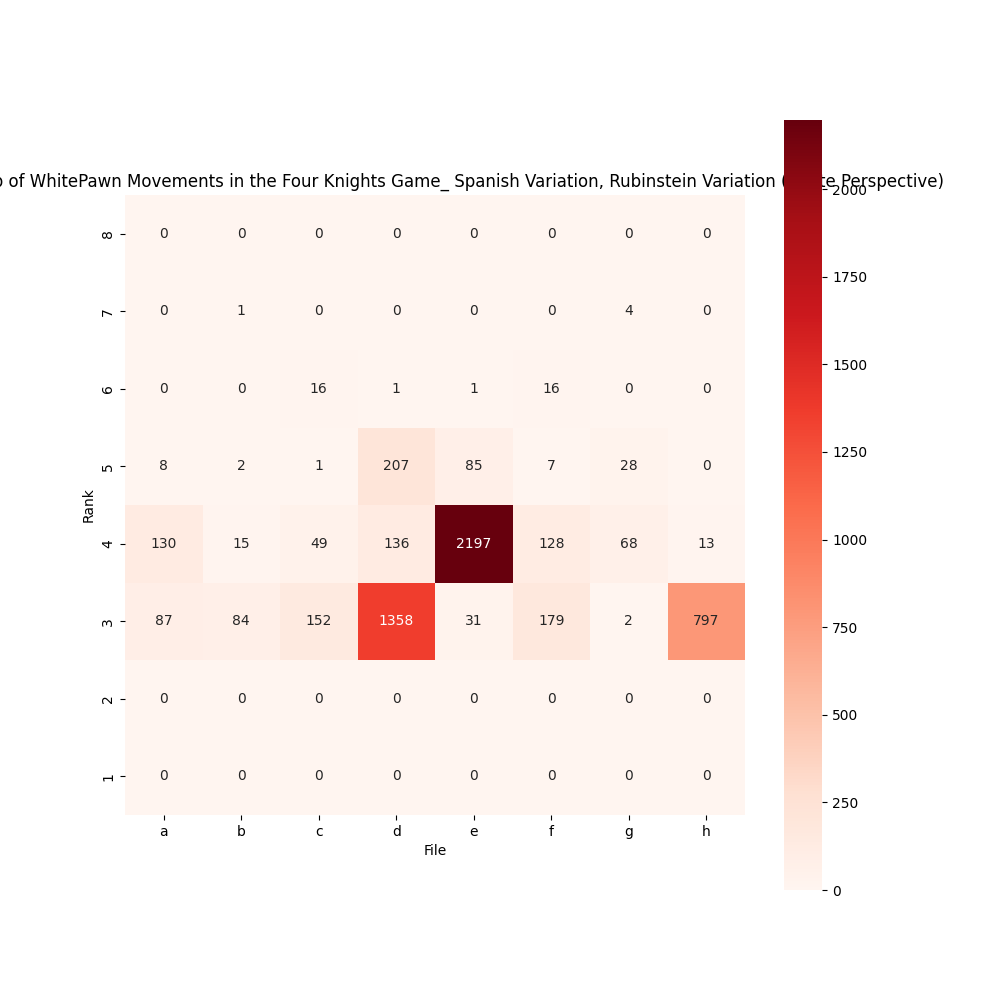 of WhitePawn Movements in the Four Knights Game_ Spanish Variation, Rubinstein Variation ( Perspective)
2000
8 0 0 0 0 0 0 0 0
1750
7 0 1 0 0 0 0 4 0
1500
6 0 0 16 1 1 16 0 0
1250
5 8 2 1 207 85 7 28 0
Rank
1000
4 130 15 49 136 2197 128 68 13
750
3 87 84 152 1358 31 179 2 797
500
2 0 0 0 0 0 0 0 0
250
1 0 0 0 0 0 0 0 0
a b c d e f g h
File
0